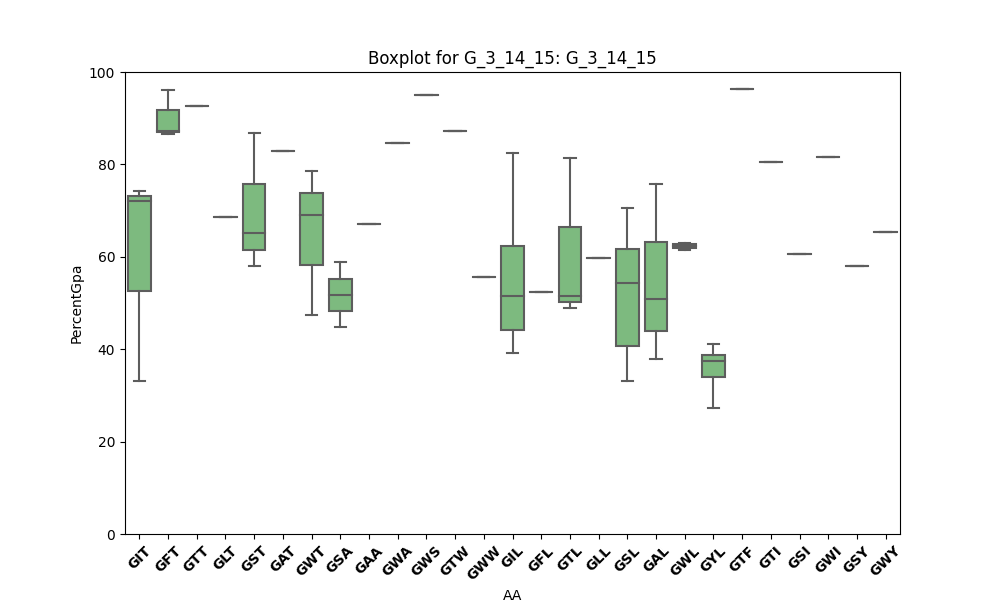 Boxplot for G_3_14_15: G_3_14_15
100
80
60
40
20
0
PercentGpa
GIT GFT GTT GLT GST GAT GWT GSA GAA GWA GWS GTW GWW GIL GFL GTL GLL GSL GAL GWL GYL GTF GTI GSI GWI GSY GWY
AA